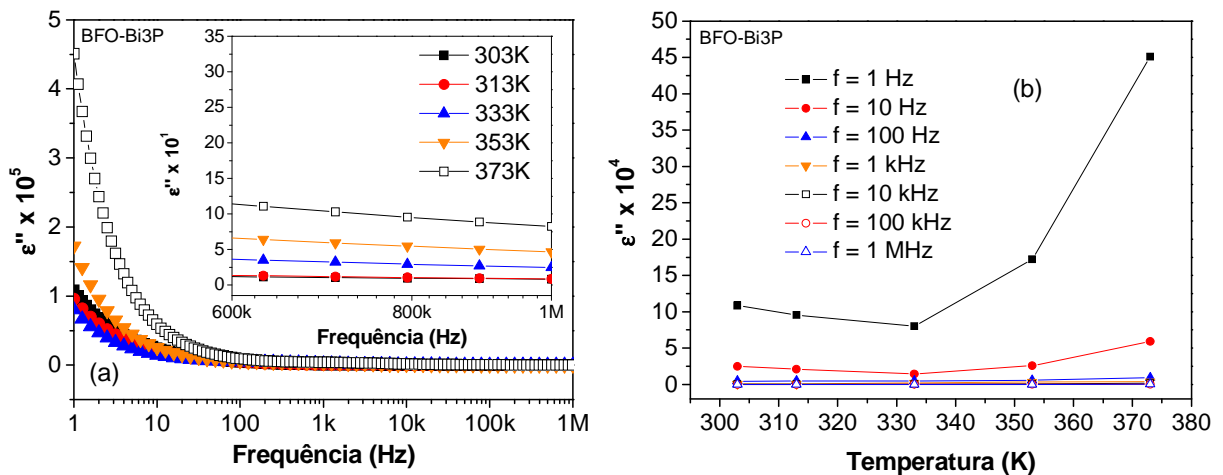 BFO-Bi3P
ε'' x 10⁵
5
4
3
2
1
0
1 10 100 1k 10k 100k 1M
Frequência (Hz)
(a)
ε'' x 10¹
35
30
25
20
15
10
5
0
600k 800k 1M
Frequência (Hz)
303K
313K
333K
353K
373K
BFO-Bi3P
(b)
ε'' x 10⁴
50
45
40
35
30
25
20
15
10
5
0
f = 1 Hz
f = 10 Hz
f = 100 Hz
f = 1 kHz
f = 10 kHz
f = 100 kHz
f = 1 MHz
300 310 320 330 340 350 360 370 380
Temperatura (K)